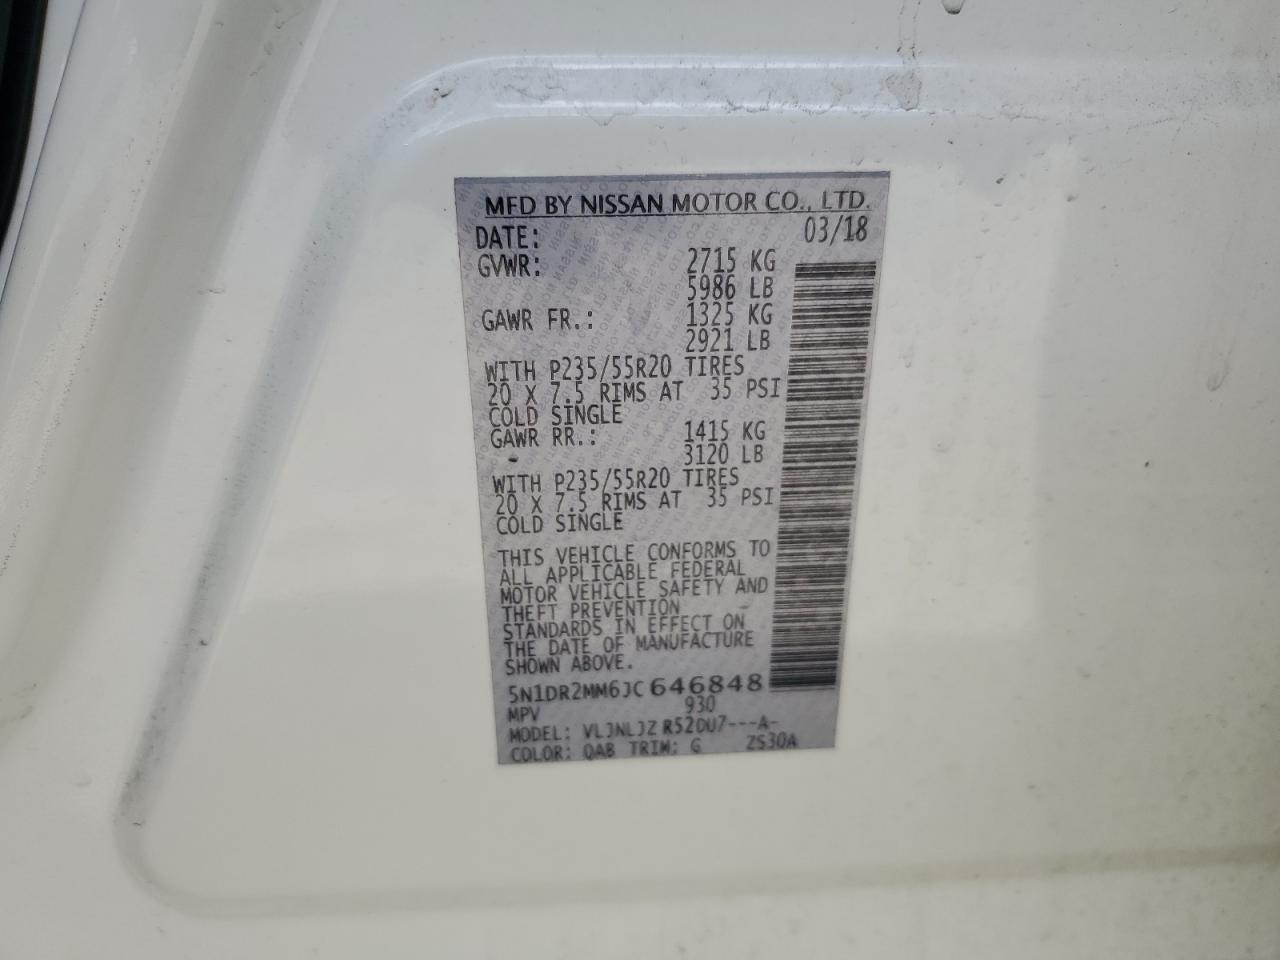 MFD BY NISSAN MOTOR CO., LTD.
DATE: 03/18
GVWR: 2715 KG
5986 LB
GAWR FR.: 1325 KG
2921 LB
WITH P235/55R20 TIRES
20 X 7.5 RIMS AT 35 PSI
COLD SINGLE
GAWR RR.: 1415 KG
3120 LB
WITH P235/55R20 TIRES
20 X 7.5 RIMS AT 35 PSI
COLD SINGLE
THIS VEHICLE CONFORMS TO
ALL APPLICABLE FEDERAL
MOTOR VEHICLE SAFETY AND
THEFT PREVENTION
STANDARDS IN EFFECT ON
THE DATE OF MANUFACTURE
SHOWN ABOVE.
5N1DR2MM6JC646848
MPV 930
MODEL: VLJNLJZ R52DU7---A-
COLOR: QAB TRIM: G ZS30A